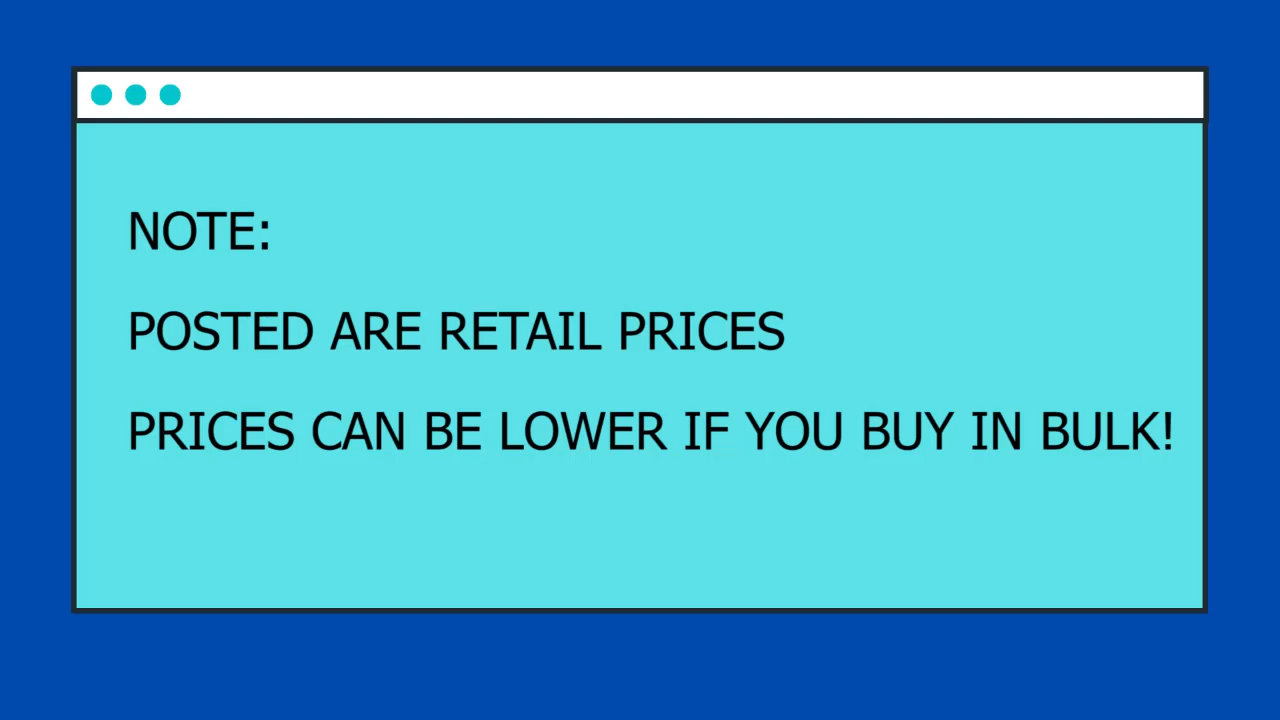 NOTE:
POSTED ARE RETAIL PRICES
PRICES CAN BE LOWER IF YOU BUY IN BULK!